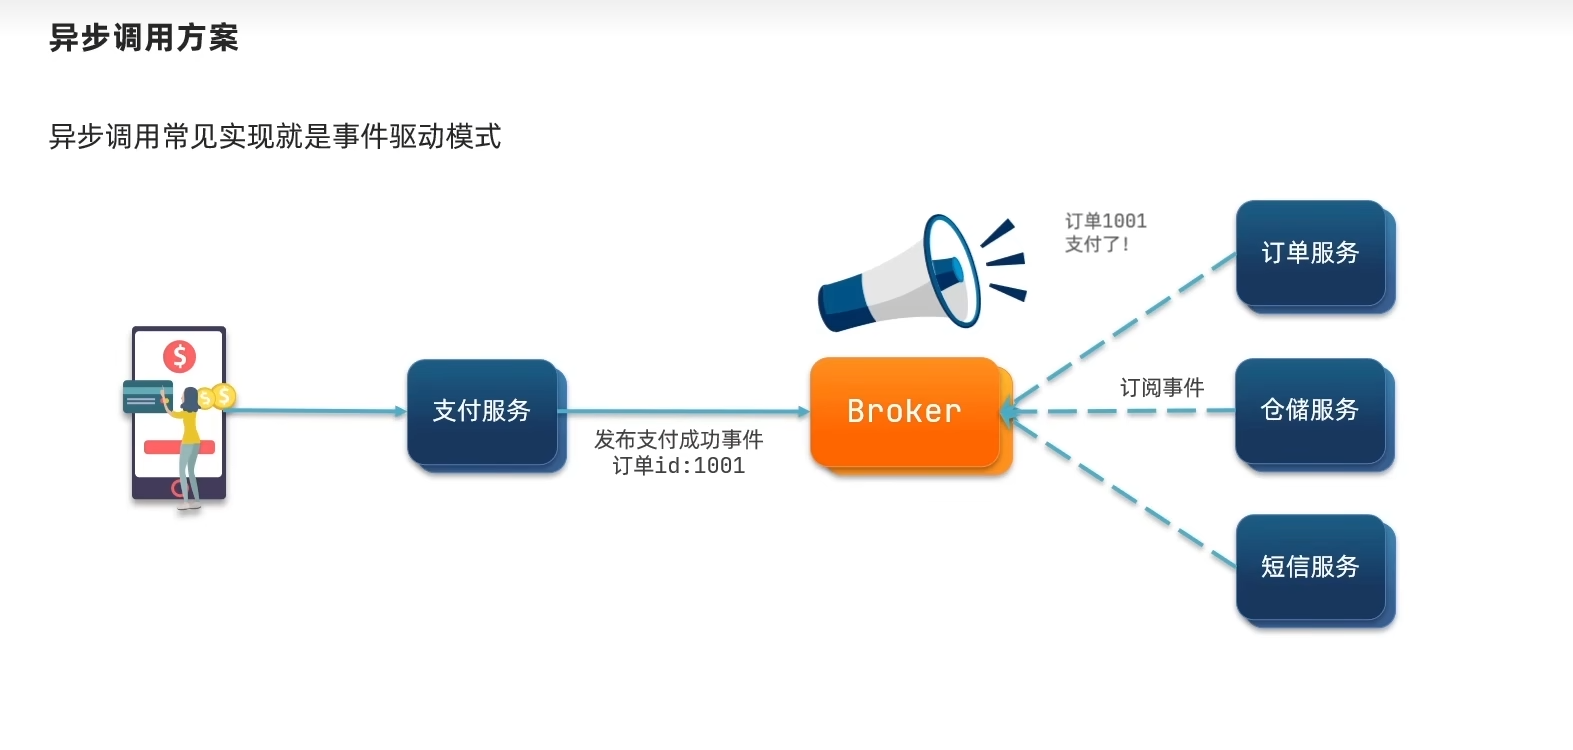 异步调用方案
异步调用常见实现就是事件驱动模式
订单1001
支付了!
订单服务
$
$
$
支付服务
发布支付成功事件
订单id:1001
Broker
订阅事件
仓储服务
短信服务